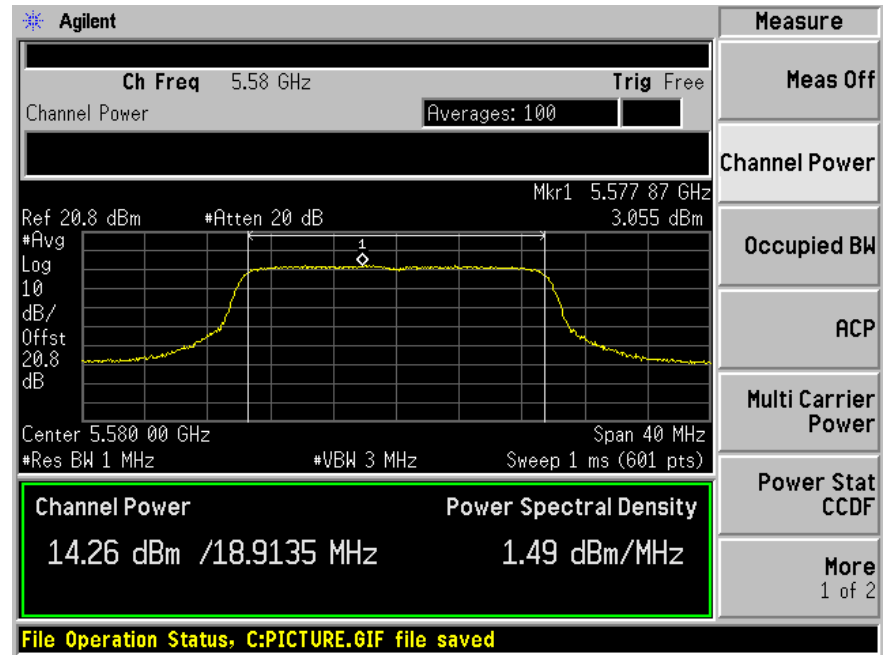 Agilent
Measure
Ch Freq 5.58 GHz Trig Free
Meas Off
Channel Power Averages: 100
Channel Power
Mkr1 5.577 87 GHz
Ref 20.8 dBm #Atten 20 dB 3.055 dBm
#Avg
Log
10
dB/
Offst
20.8
dB
1
Occupied BW
ACP
Multi Carrier
Power
Center 5.580 00 GHz Span 40 MHz
#Res BW 1 MHz #VBW 3 MHz Sweep 1 ms (601 pts)
Power Stat
CCDF
Channel Power Power Spectral Density
14.26 dBm /18.9135 MHz 1.49 dBm/MHz
More
1 of 2
File Operation Status, C:PICTURE.GIF file saved